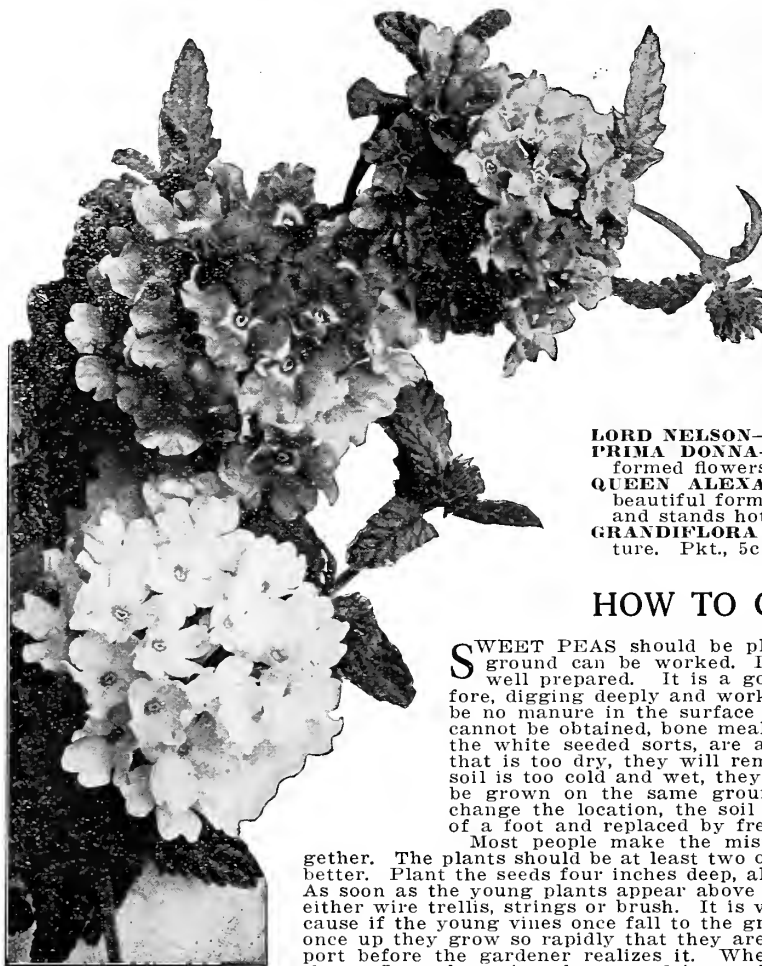 LORD NELSON—
PRIMA DONNA—
formed flowers
QUEEN ALEXA
beautiful form
and stands hot
GRANDIFLORA
ture. Pkt., 5c
HOW TO
SWEET PEAS should be pl
ground can be worked. I
well prepared. It is a go
fore, digging deeply and work
be no manure in the surface
cannot be obtained, bone meal
the white seeded sorts, are a
that is too dry, they will rem
soil is too cold and wet, they
be grown on the same groun
change the location, the soil
of a foot and replaced by fre
Most people make the mis
gether. The plants should be at least two o
better. Plant the seeds four inches deep, al
As soon as the young plants appear above
either wire trellis, strings or brush. It is v
cause if the young vines once fall to the gr
once up they grow so rapidly that they are
port before the gardener realizes it. Whe